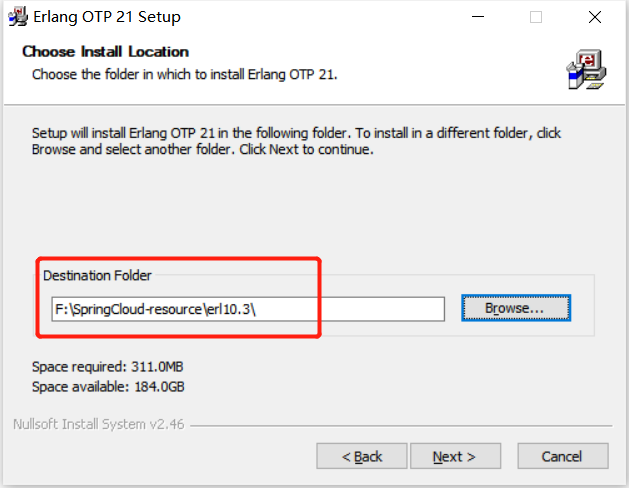 Erlang OTP 21 Setup
Choose Install Location
Choose the folder in which to install Erlang OTP 21.
Setup will install Erlang OTP 21 in the following folder. To install in a different folder, click
Browse and select another folder. Click Next to continue.
Destination Folder
F:\SpringCloud-resource\erl10.3\
Browse...
Space required: 311.0MB
Space available: 184.0GB
Nullsoft Install System v2.46
< Back
Next >
Cancel